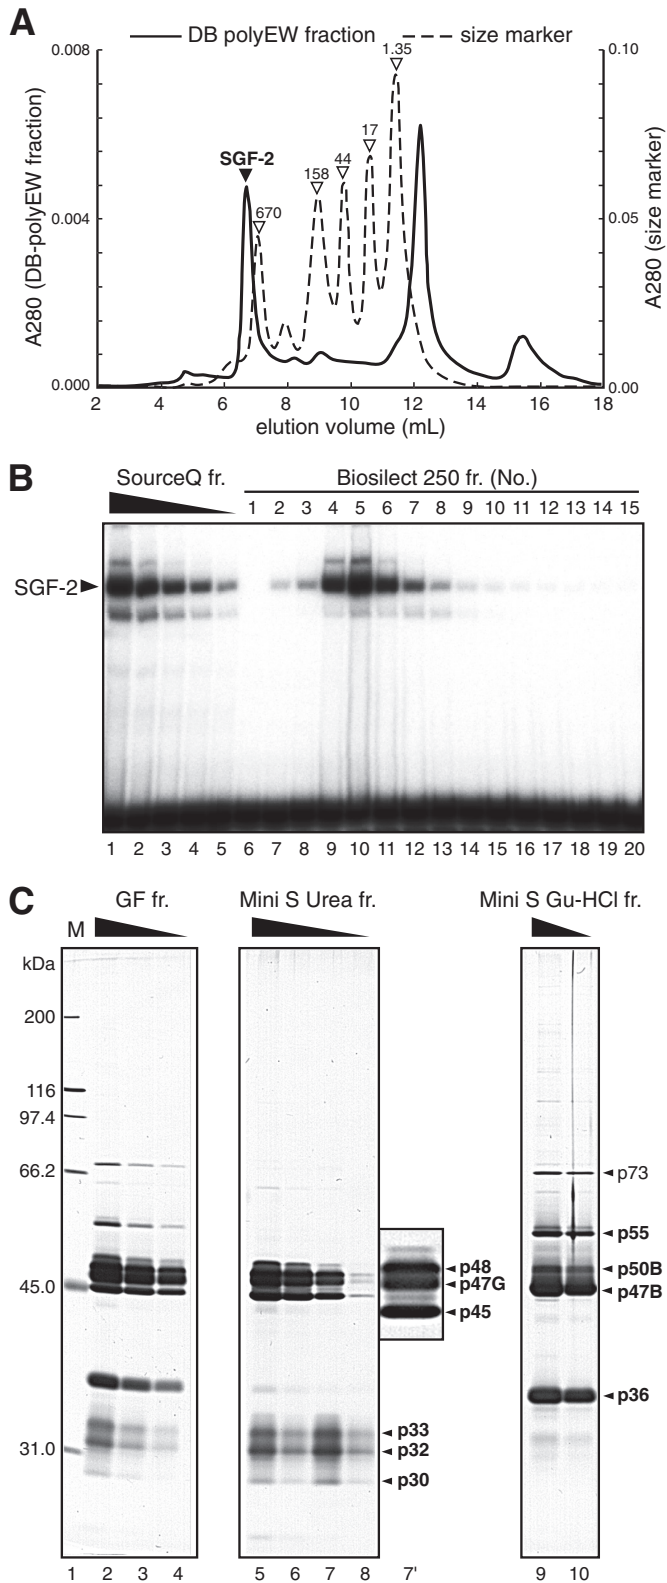 A
DB polyEW fraction
size marker
0.008
0.10
1.35
17
44
158
SGF-2
670
0.004
0.05
A280 (DB-polyEW fraction)
A280 (size marker)
0.000
0.00
2 4 6 8 10 12 14 16 18
elution volume (mL)
B
SourceQ fr.
Biosilect 250 fr. (No.)
1 2 3 4 5 6 7 8 9 10 11 12 13 14 15
SGF-2
1 2 3 4 5 6 7 8 9 10 11 12 13 14 15 16 17 18 19 20
C
GF fr.
Mini S Urea fr.
Mini S Gu-HCl fr.
M
kDa
200
116
97.4
66.2
45.0
31.0
p48
p47G
p45
p33
p32
p30
p73
p55
p50B
p47B
p36
1 2 3 4 5 6 7 8 7' 9 10